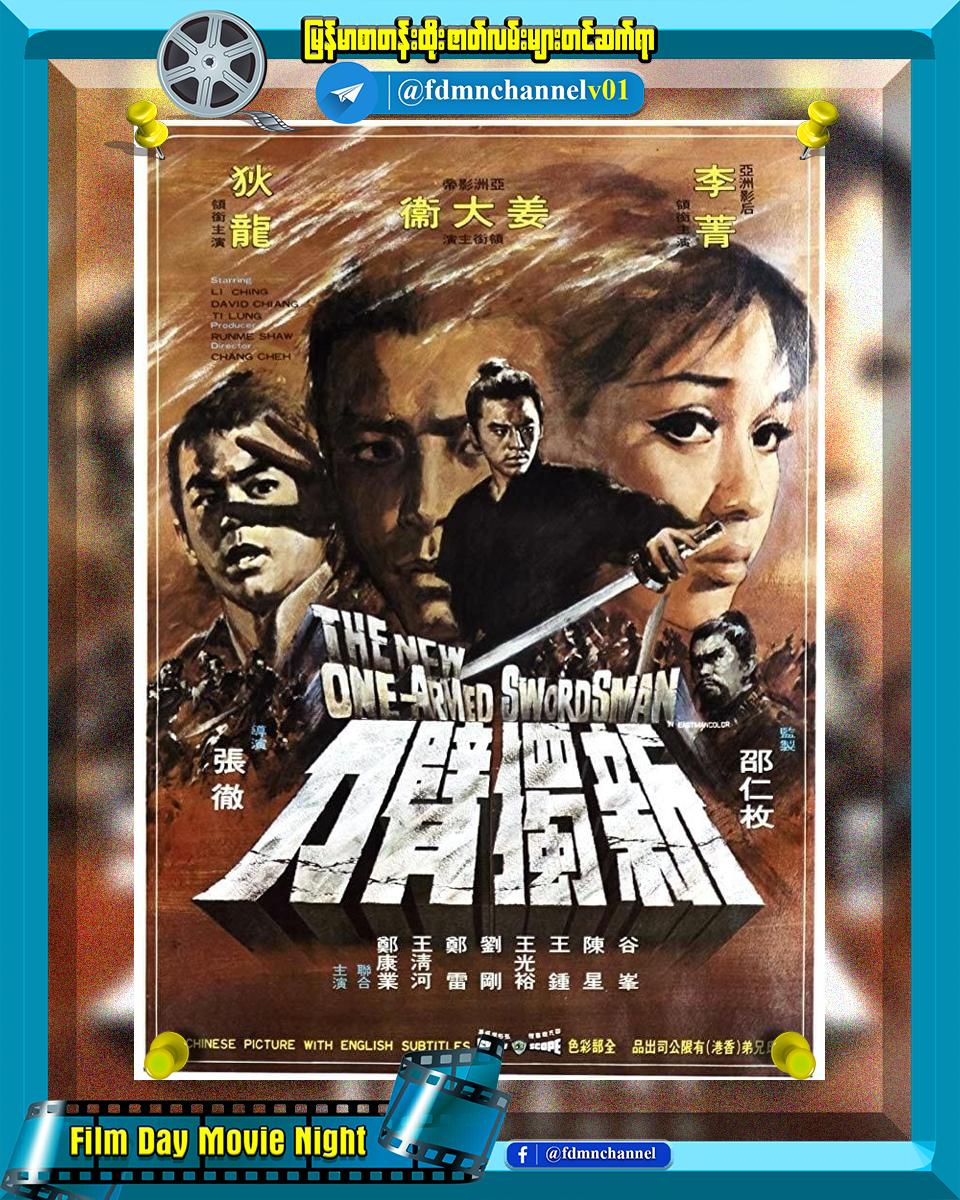 မြန်မာစာတန်းထိုးဇာတ်လမ်းများတင်ဆက်ရာ
@fdmnchannelv01
狄龍
領銜主演
亞洲影帝
姜大衛
領銜主演
亞洲影后
李菁
領銜主演
Starring
LI CHING
DAVID CHIANG
TI LUNG
Producer
RUNME SHAW
Director
CHANG CHEH
THE NEW
ONE-ARMED SWORDSMAN
IN EASTMANCOLOR
新獨臂刀
導演
張徹
監製
邵仁枚
谷峯
陳星
王鍾
王光裕
劉剛
鄭雷
王清河
鄭康業
聯合
主演
CHINESE PICTURE WITH ENGLISH SUBTITLES
SCOPE
全部彩色
兄弟(香港)有限公司出品
Film Day Movie Night
@fdmnchannel